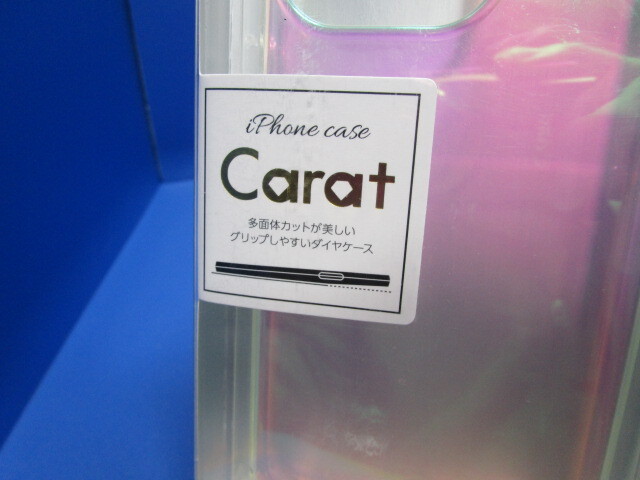 iPhone case
Carat
多面体カットが美しい
グリップしやすいダイヤケース